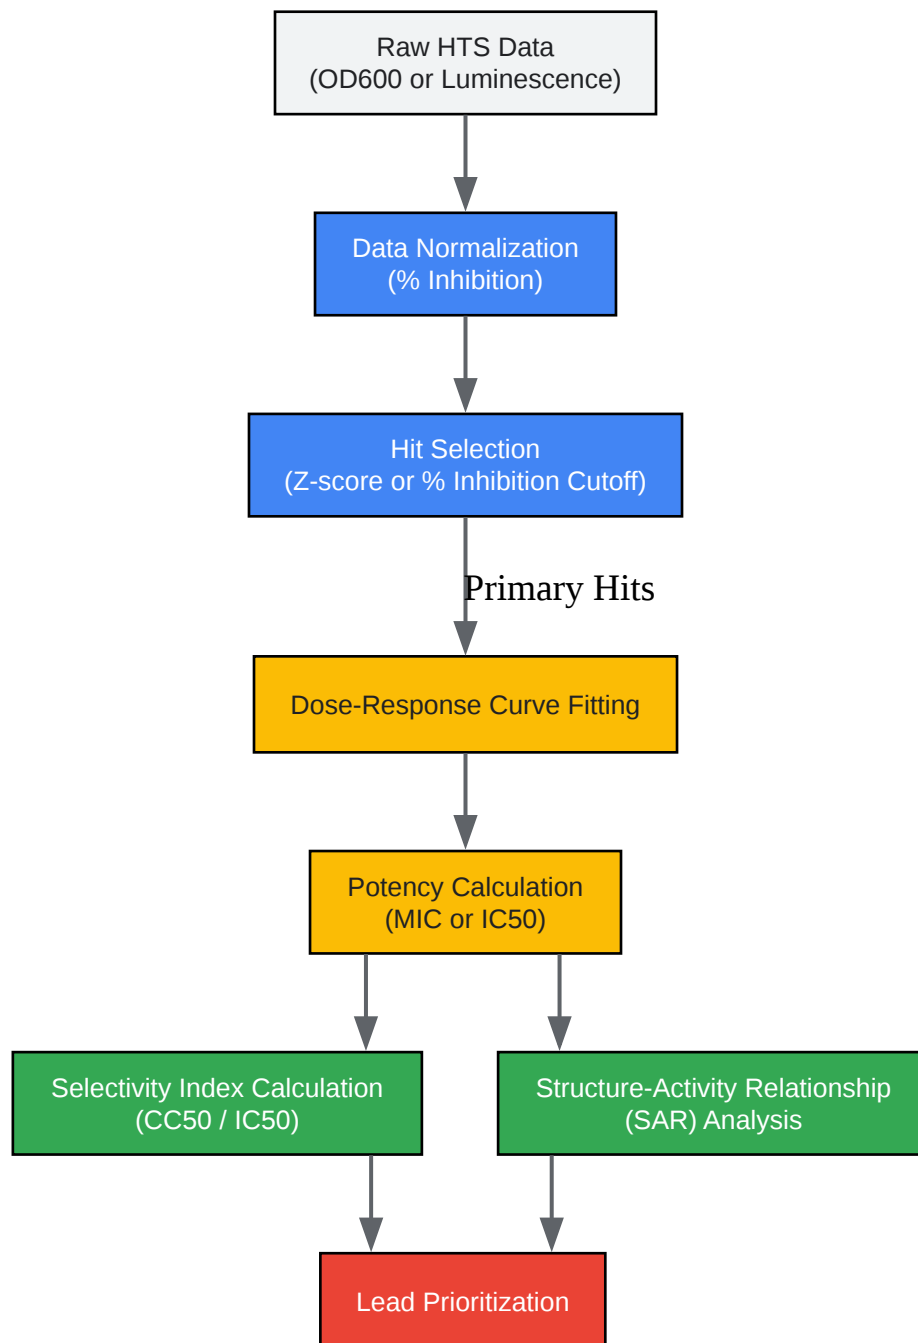 Raw HTS Data
(OD600 or Luminescence)
Data Normalization
(% Inhibition)
Hit Selection
(Z-score or % Inhibition Cutoff)
Primary Hits
Dose-Response Curve Fitting
Potency Calculation
(MIC or IC50)
Selectivity Index Calculation
(CC50 / IC50)
Structure-Activity Relationship
(SAR) Analysis
Lead Prioritization